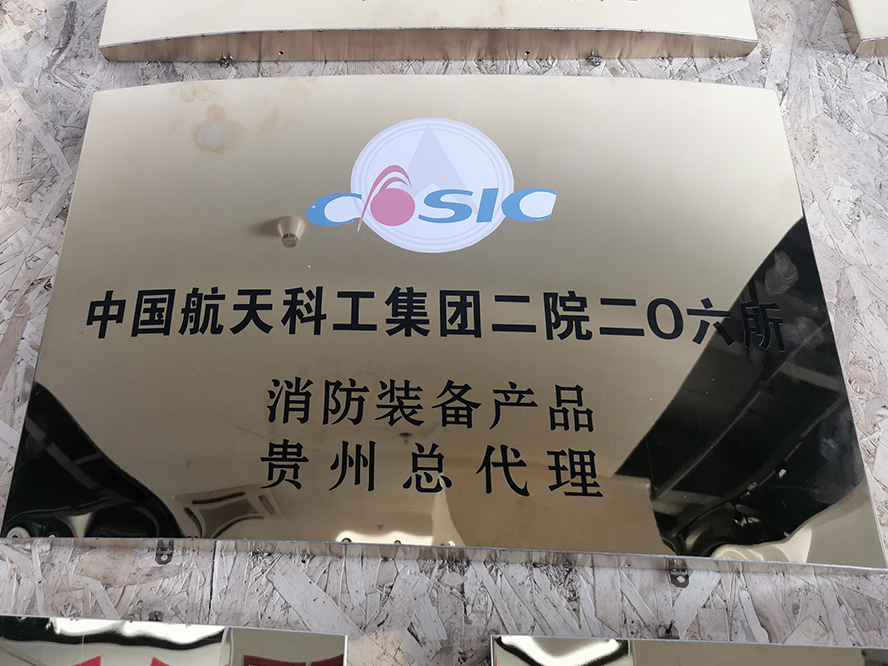 CASIC
中国航天科工集团二院二〇六所
消防装备产品
贵州总代理